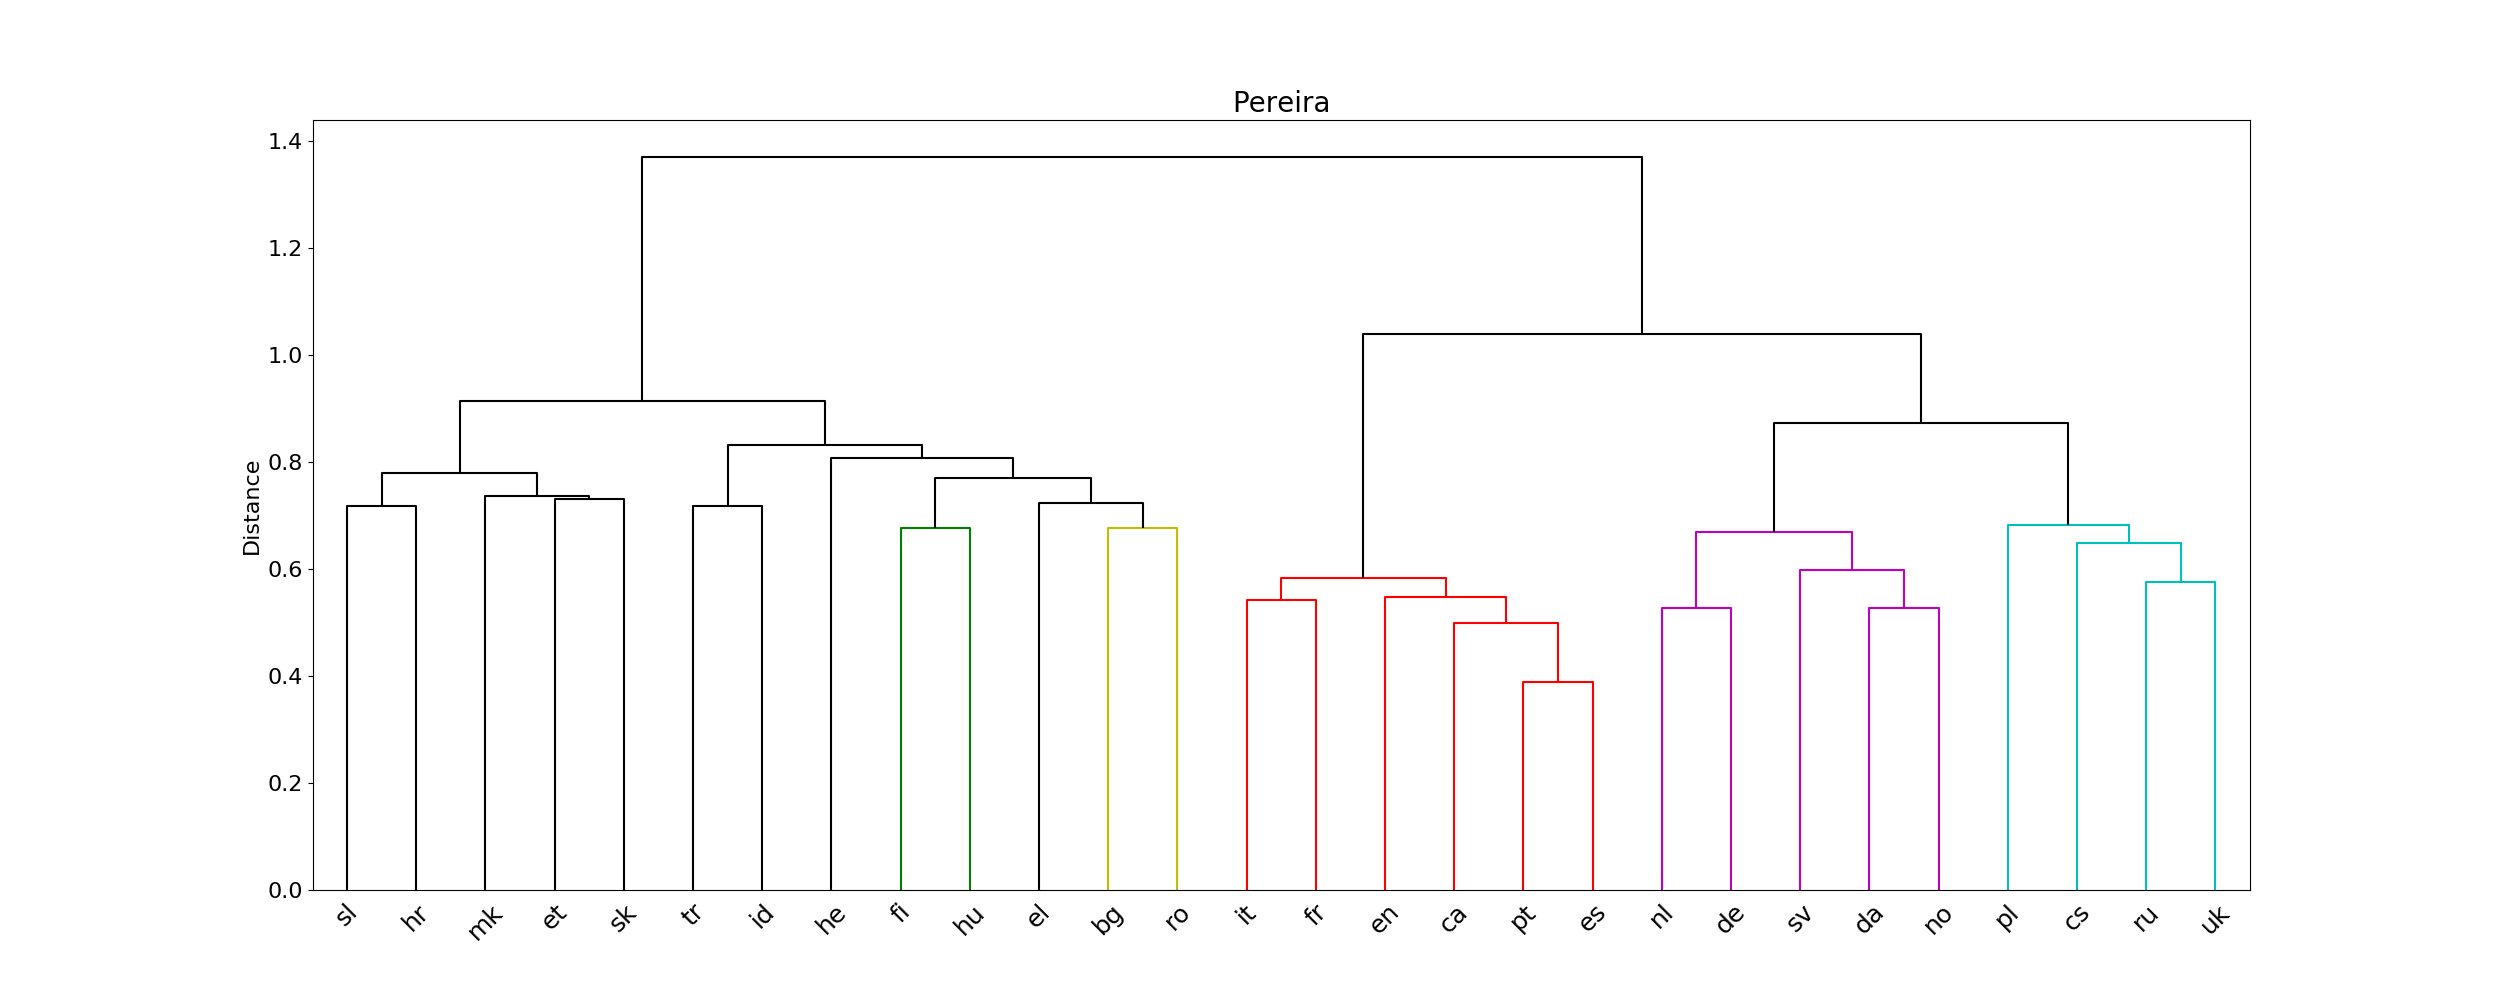 Pereira
1.4
1.2
1.0
0.8
0.6
0.4
0.2
0.0
Distance
sl hr mk et sk tr id he fi hu el bg ro it fr en ca pt es nl de sv da no pl cs ru uk